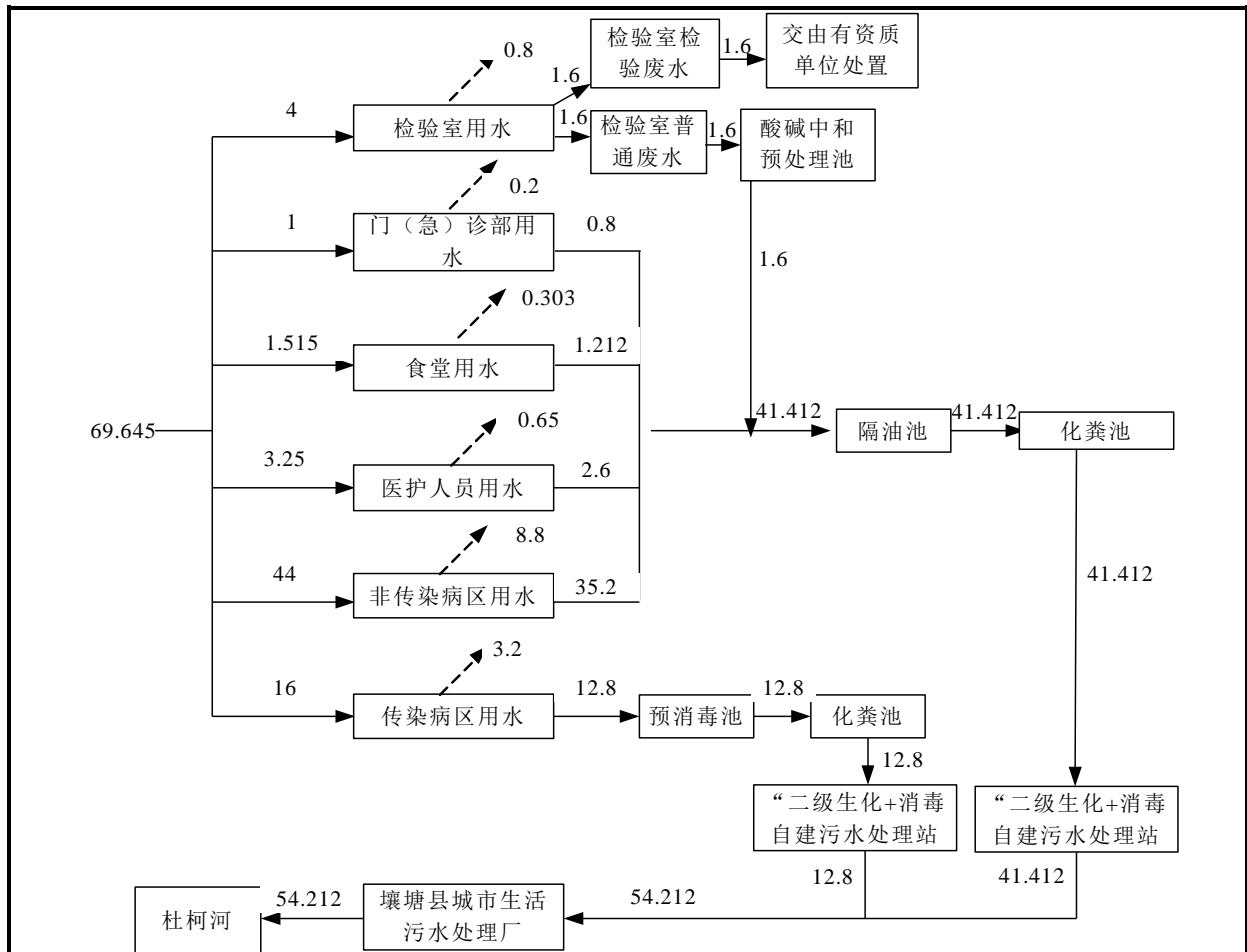 0.8
检验室检
验废水
1.6
交由有资质
单位处置
1.6
4
检验室用水
1.6
检验室普
通废水
1.6
酸碱中和
预处理池
0.2
1
门（急）诊部用
水
0.8
1.6
0.303
1.515
食堂用水
1.212
69.645
41.412
隔油池
41.412
化粪池
0.65
3.25
医护人员用水
2.6
8.8
44
非传染病区用水
35.2
41.412
3.2
16
传染病区用水
12.8
预消毒池
12.8
化粪池
12.8
“二级生化+消毒
自建污水处理站
“二级生化+消毒
自建污水处理站
12.8
41.412
杜柯河
54.212
壤塘县城市生活
污水处理厂
54.212